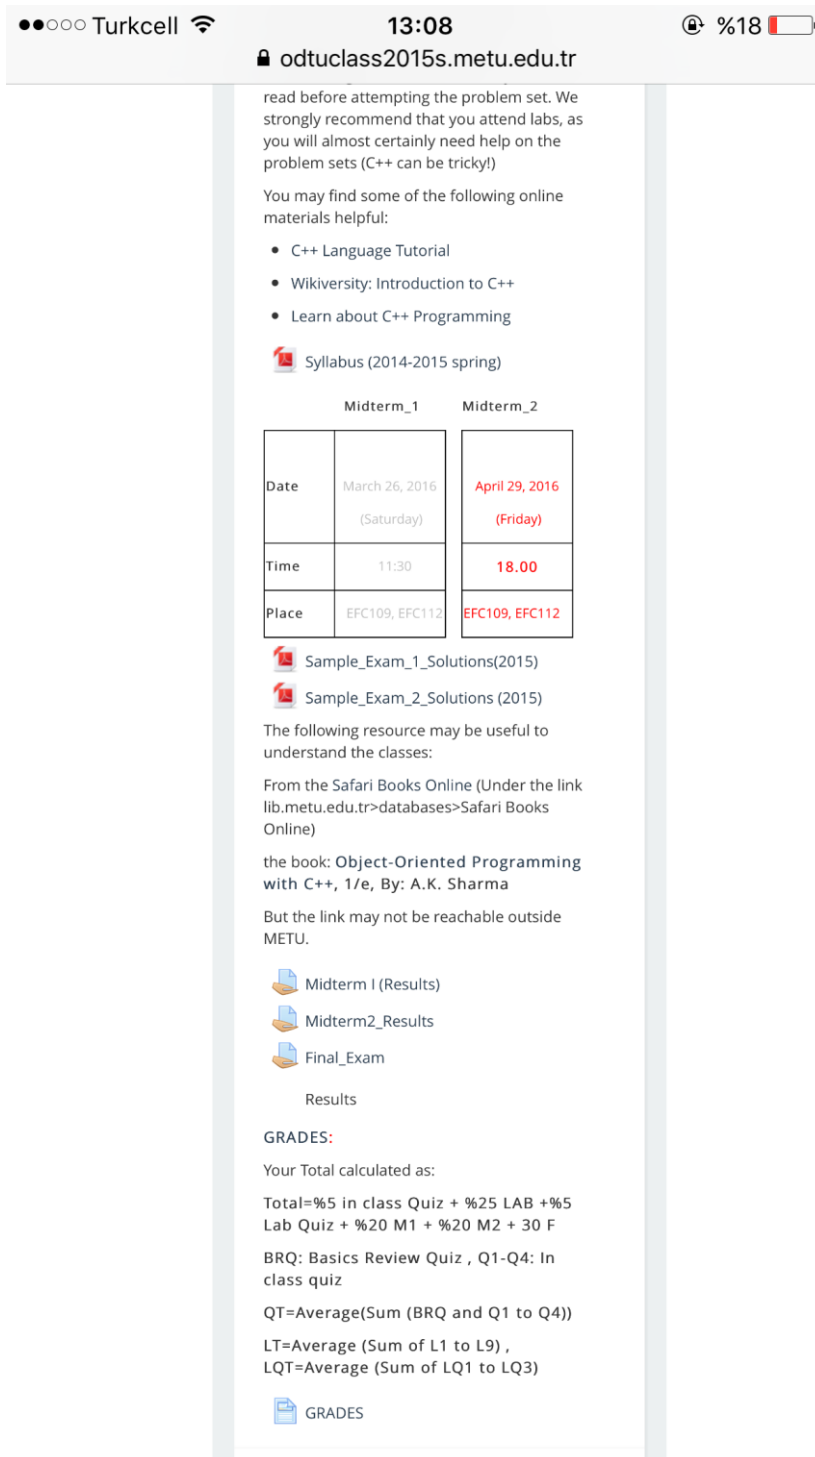 Turkcell 13:08 %18
odtuclass2015s.metu.edu.tr
read before attempting the problem set. We
strongly recommend that you attend labs, as
you will almost certainly need help on the
problem sets (C++ can be tricky!)
You may find some of the following online
materials helpful:
C++ Language Tutorial
Wikiversity: Introduction to C++
Learn about C++ Programming
Syllabus (2014-2015 spring)
Midterm_1 Midterm_2
Date March 26, 2016 April 29, 2016
(Saturday) (Friday)
Time 11:30 18.00
Place EFC109, EFC112 EFC109, EFC112
Sample_Exam_1_Solutions(2015)
Sample_Exam_2_Solutions (2015)
The following resource may be useful to
understand the classes:
From the Safari Books Online (Under the link
lib.metu.edu.tr>databases>Safari Books
Online)
the book: Object-Oriented Programming
with C++, 1/e, By: A.K. Sharma
But the link may not be reachable outside
METU.
Midterm I (Results)
Midterm2_Results
Final_Exam
Results
GRADES:
Your Total calculated as:
Total=%5 in class Quiz + %25 LAB +%5
Lab Quiz + %20 M1 + %20 M2 + 30 F
BRQ: Basics Review Quiz , Q1-Q4: In
class quiz
QT=Average(Sum (BRQ and Q1 to Q4))
LT=Average (Sum of L1 to L9) ,
LQT=Average (Sum of LQ1 to LQ3)
GRADES